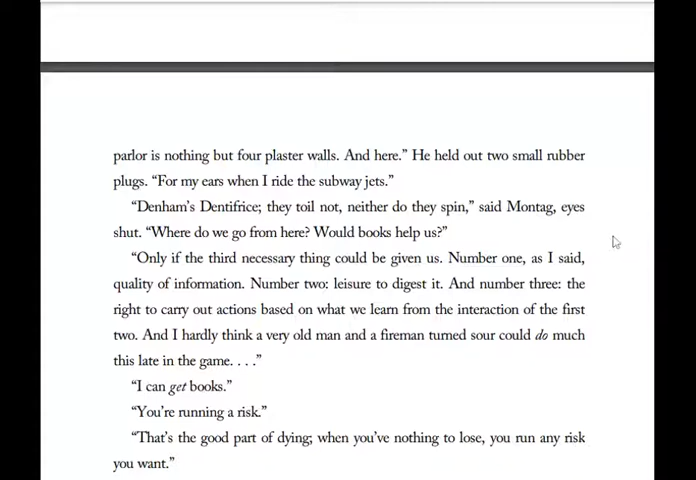 parlor is nothing but four plaster walls. And here.” He held out two small rubber
plugs. “For my ears when I ride the subway jets.”
“Denham’s Dentifrice; they toil not, neither do they spin,” said Montag, eyes
shut. “Where do we go from here? Would books help us?”
“Only if the third necessary thing could be given us. Number one, as I said,
quality of information. Number two: leisure to digest it. And number three: the
right to carry out actions based on what we learn from the interaction of the first
two. And I hardly think a very old man and a fireman turned sour could do much
this late in the game. . . .”
“I can get books.”
“You’re running a risk.”
“That’s the good part of dying; when you’ve nothing to lose, you run any risk
you want.”